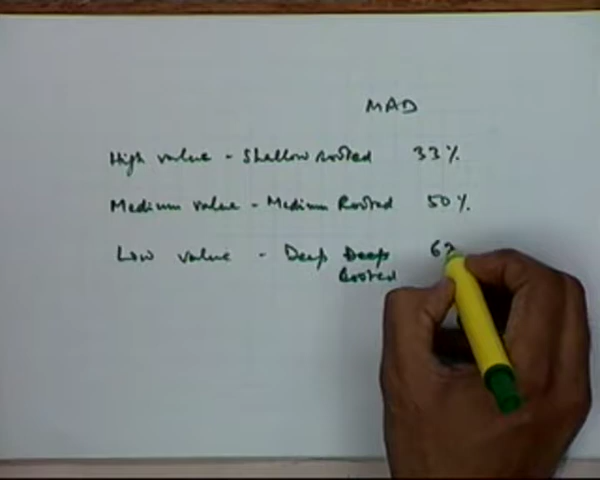 MAD
High value - Shallow rooted 33%
Medium value - Medium Rooted 50%
Low value - Deep Deep
Rooted